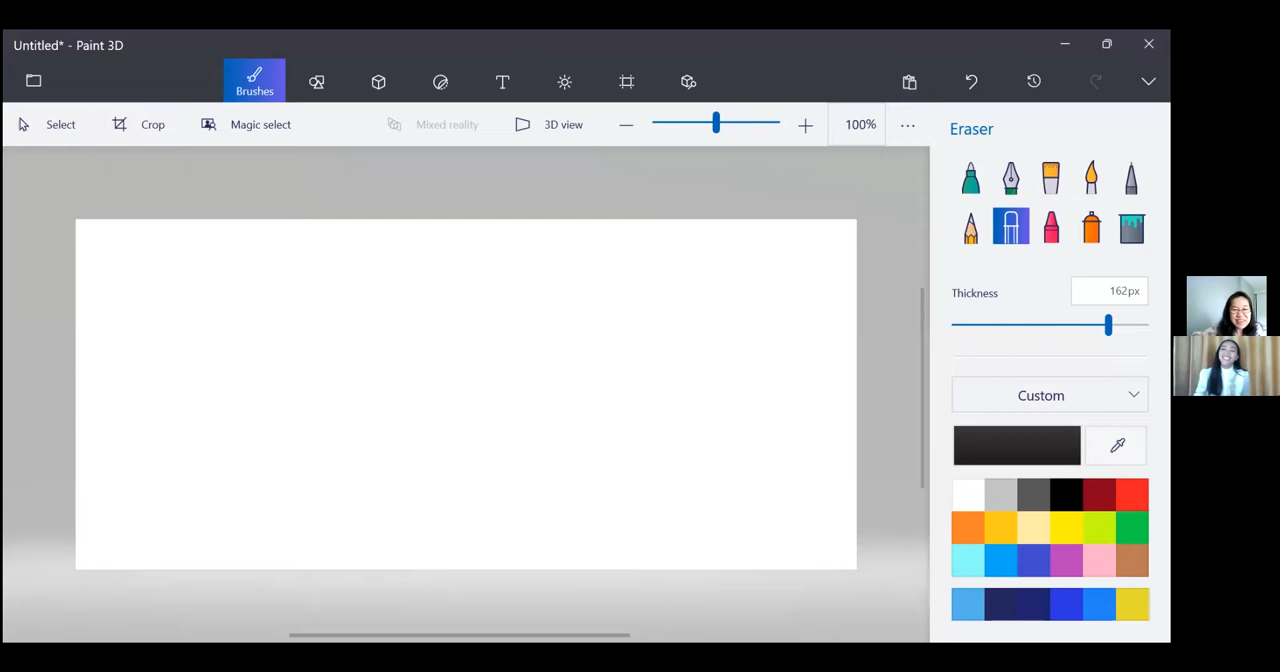 Untitled* - Paint 3D
Brushes
Select
Crop
Magic select
Mixed reality
3D view
100%
Eraser
Thickness
162px
Custom